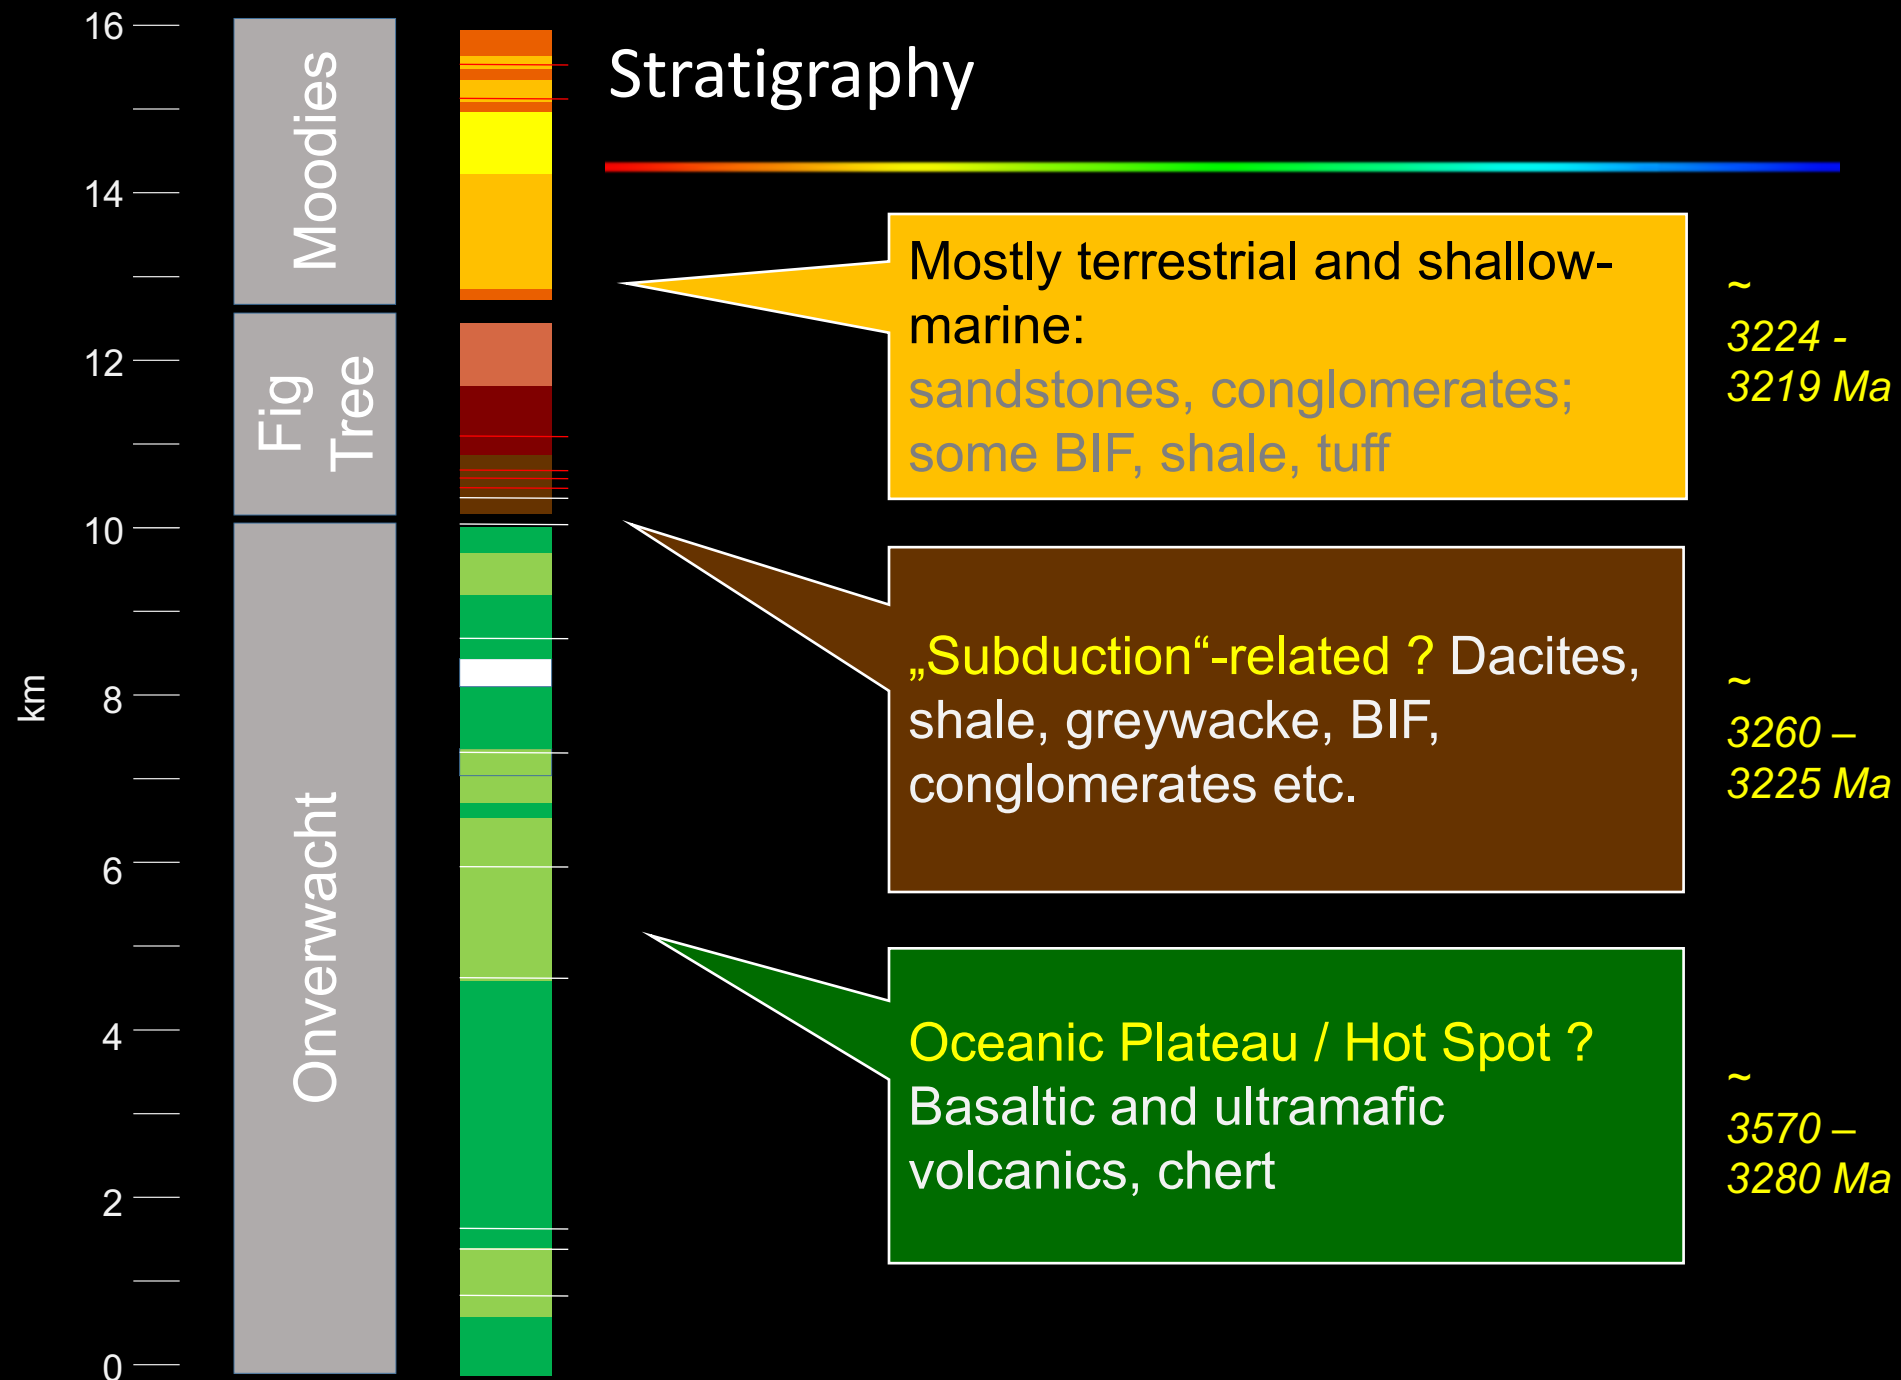 Stratigraphy
16
14
12
10
8
6
4
2
0
km
Moodies
Fig
Tree
Onverwacht
Mostly terrestrial and shallow-
marine:
sandstones, conglomerates;
some BIF, shale, tuff
~
3224 -
3219 Ma
„Subduction“-related ? Dacites,
shale, greywacke, BIF,
conglomerates etc.
~
3260 –
3225 Ma
Oceanic Plateau / Hot Spot ?
Basaltic and ultramafic
volcanics, chert
~
3570 –
3280 Ma